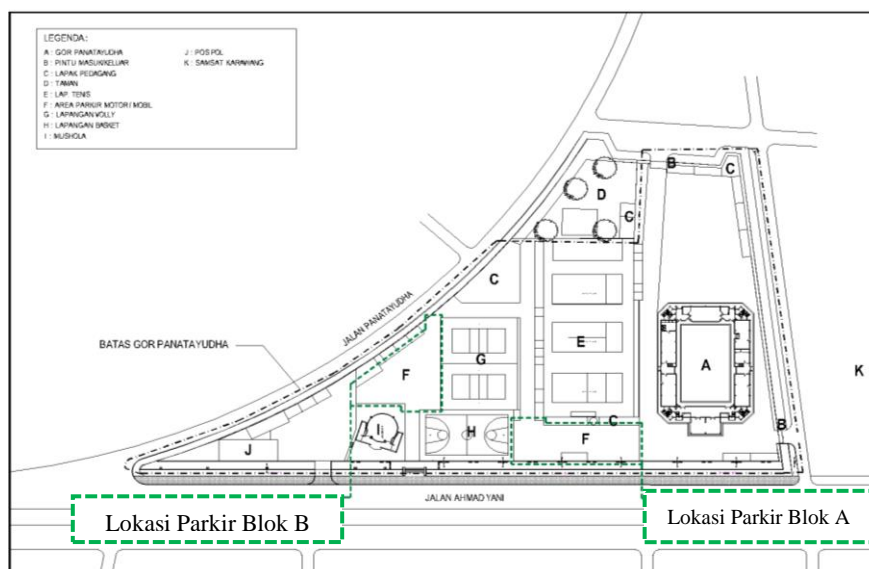 LEGENDA:
A : GOR PANATAYUDHA
B : PINTU MASUK/KELUAR
C : LAPAK PEDAGANG
D : TAMAN
E : LAP. TENIS
F : AREA PARKIR MOTOR / MOBIL
G : LAPANGAN VOLLY
H : LAPANGAN BASKET
I : MUSHOLA
J : POS POL
K : SAMSAT KARAWANG
B
C
D
C
C
JALAN PANATAYUDHA
BATAS GOR PANATAYUDHA
E
G
F
A
K
C
I
H
F
B
J
JALAN AHMAD YANI
Lokasi Parkir Blok B
Lokasi Parkir Blok A